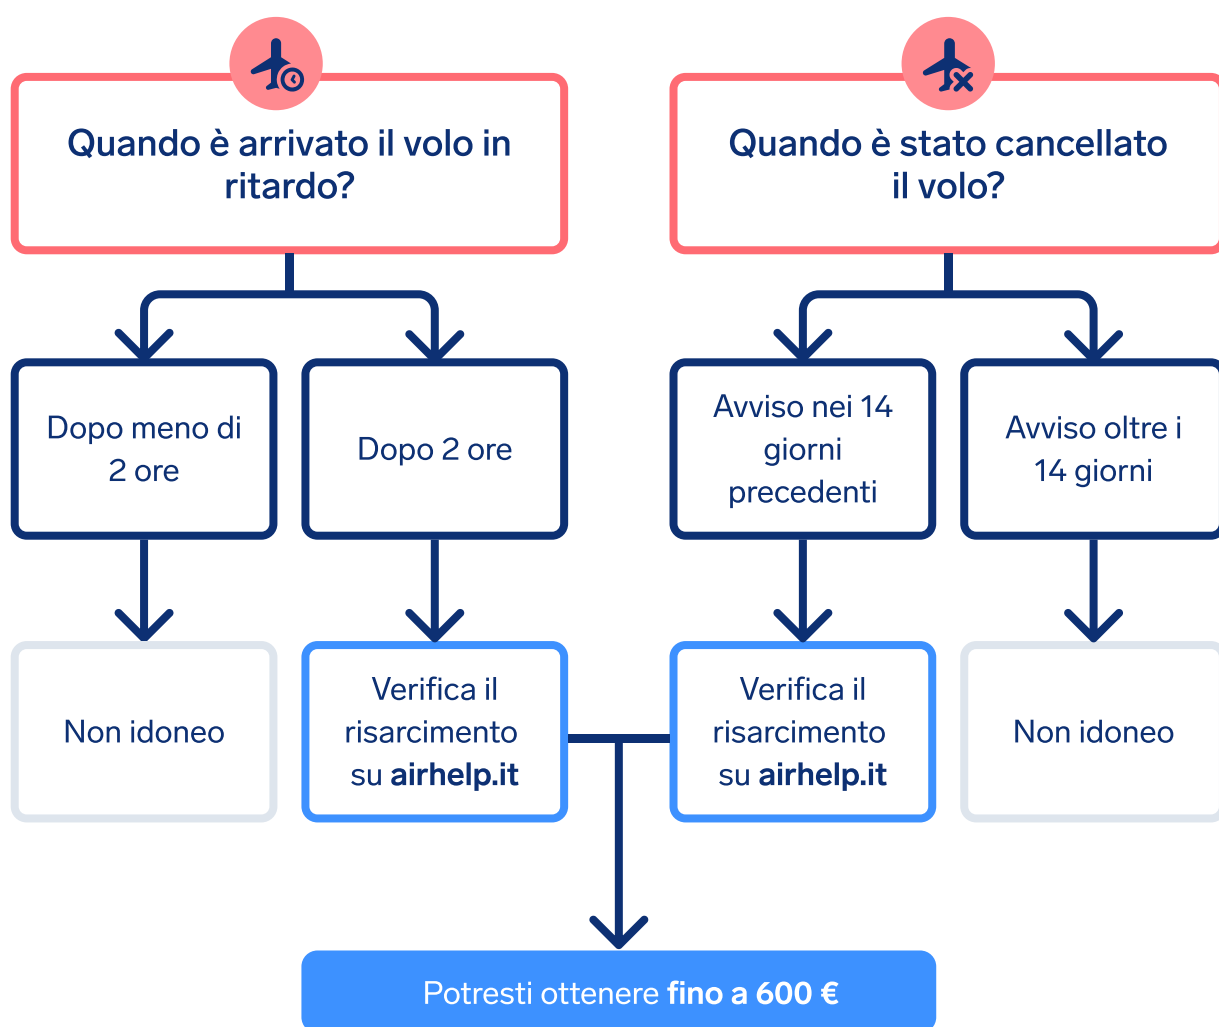 Quando è arrivato il volo in
ritardo?
Quando è stato cancellato
il volo?
Dopo meno di
2 ore
Dopo 2 ore
Avviso nei 14
giorni
precedenti
Avviso oltre i
14 giorni
Non idoneo
Verifica il
risarcimento
su airhelp.it
Verifica il
risarcimento
su airhelp.it
Non idoneo
Potresti ottenere fino a 600 €